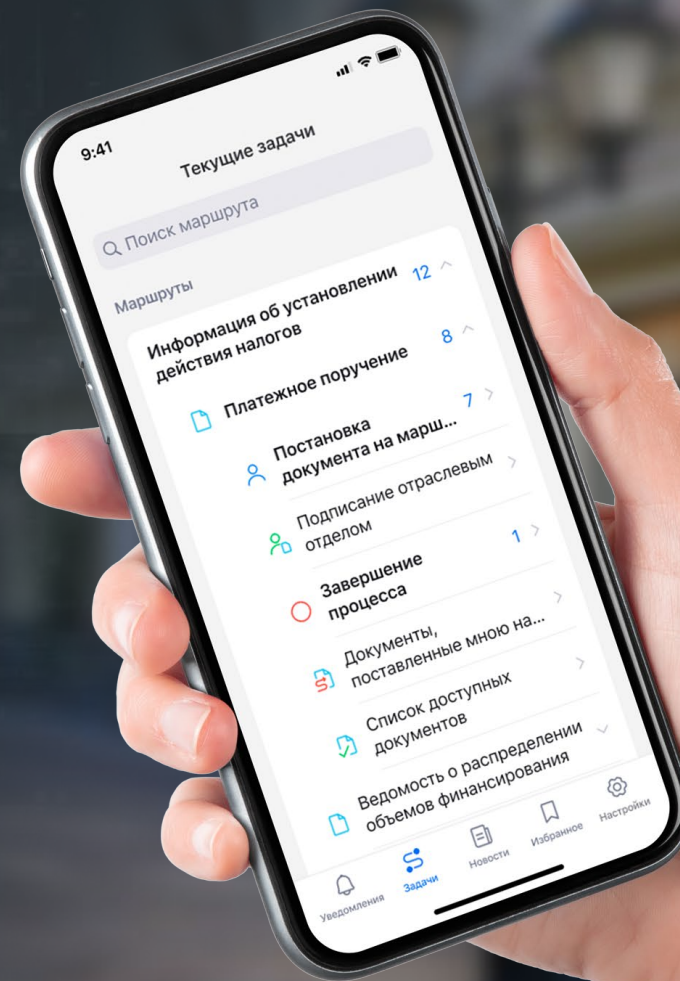 9:41
Текущие задачи
Поиск маршрута
Маршруты
Информация об установлении
действия налогов
12
Платежное поручение
8
Постановка
документа на марш...
7
Подписание отраслевым
отделом
Завершение
процесса
1
Документы,
поставленные мною на...
Список доступных
документов
Ведомость о распределении
объемов финансирования
Уведомления
Задачи
Новости
Избранное
Настройки